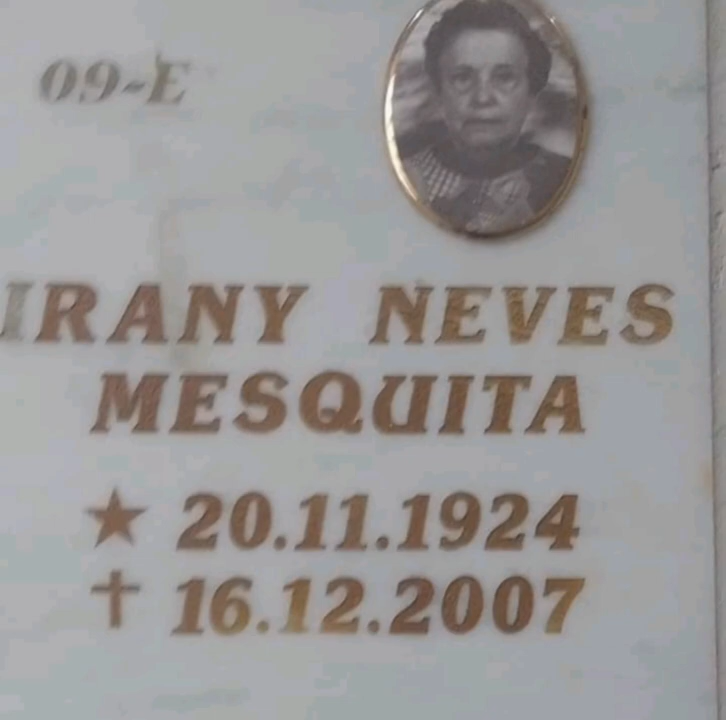 09-E
IRANY NEVES
MESQUITA
★ 20.11.1924
✝ 16.12.2007